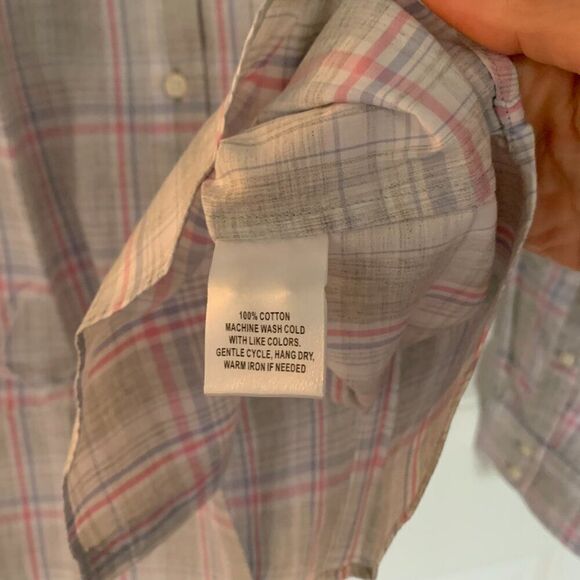 100% COTTON
MACHINE WASH COLD
WITH LIKE COLORS.
GENTLE CYCLE, HANG DRY,
WARM IRON IF NEEDED